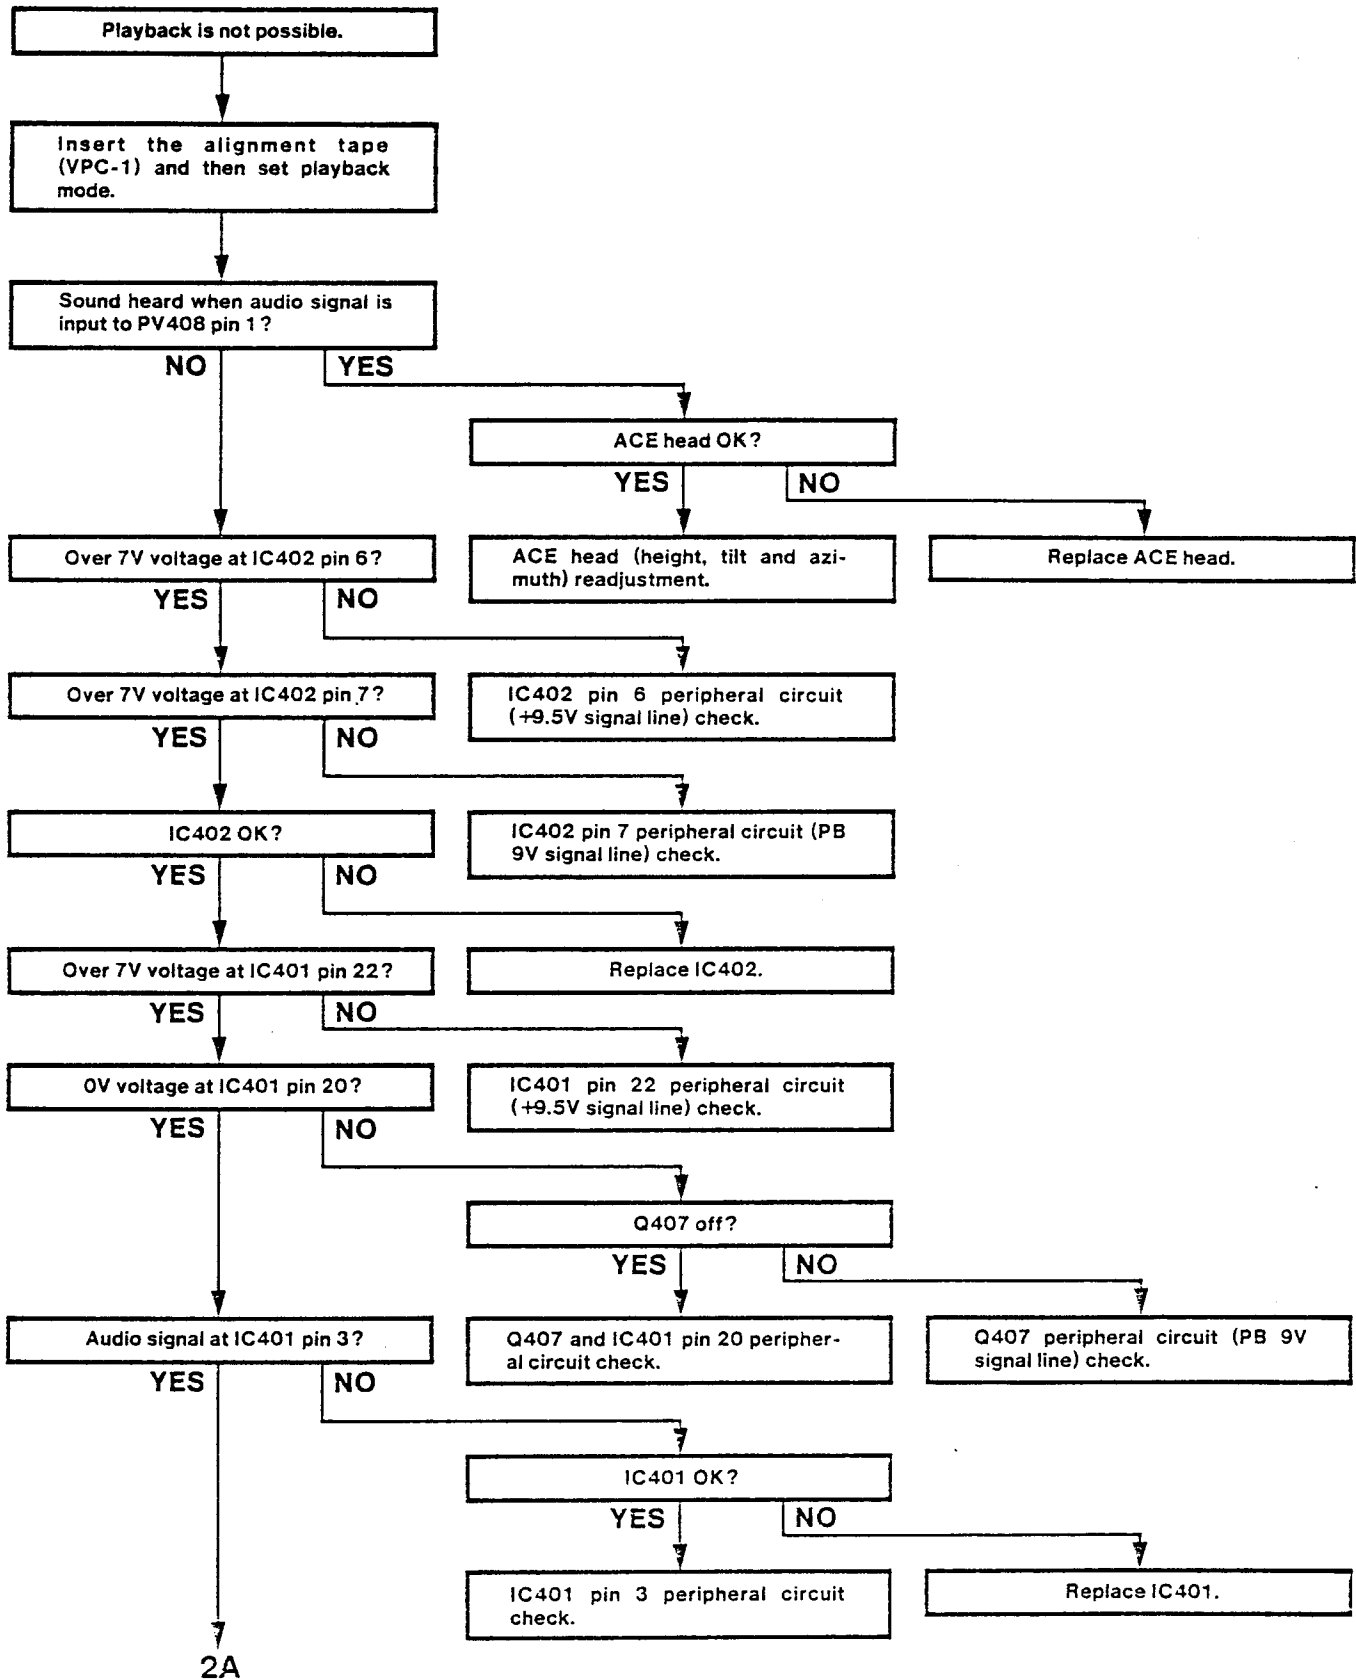 Playback is not possible.
Insert the alignment tape
(VPC-1) and then set playback
mode.
Sound heard when audio signal is
input to PV408 pin 1?
NO
YES
ACE head OK?
YES
NO
Over 7V voltage at IC402 pin 6?
ACE head (height, tilt and azi-
muth) readjustment.
Replace ACE head.
YES
NO
Over 7V voltage at IC402 pin 7?
IC402 pin 6 peripheral circuit
(+9.5V signal line) check.
YES
NO
IC402 OK?
IC402 pin 7 peripheral circuit (PB
9V signal line) check.
YES
NO
Over 7V voltage at IC401 pin 22?
Replace IC402.
YES
NO
0V voltage at IC401 pin 20?
IC401 pin 22 peripheral circuit
(+9.5V signal line) check.
YES
NO
Q407 off?
YES
NO
Audio signal at IC401 pin 3?
Q407 and IC401 pin 20 peripher-
al circuit check.
Q407 peripheral circuit (PB 9V
signal line) check.
YES
NO
IC401 OK?
YES
NO
IC401 pin 3 peripheral circuit
check.
Replace IC401.
2A